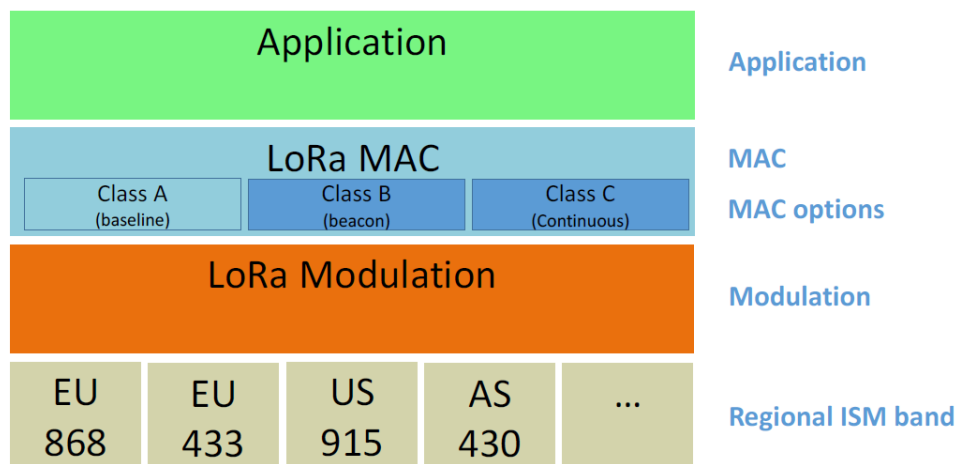 Application
Application
LoRa MAC
MAC
Class A
(baseline)
Class B
(beacon)
Class C
(Continuous)
MAC options
LoRa Modulation
Modulation
EU
868
EU
433
US
915
AS
430
...
Regional ISM band